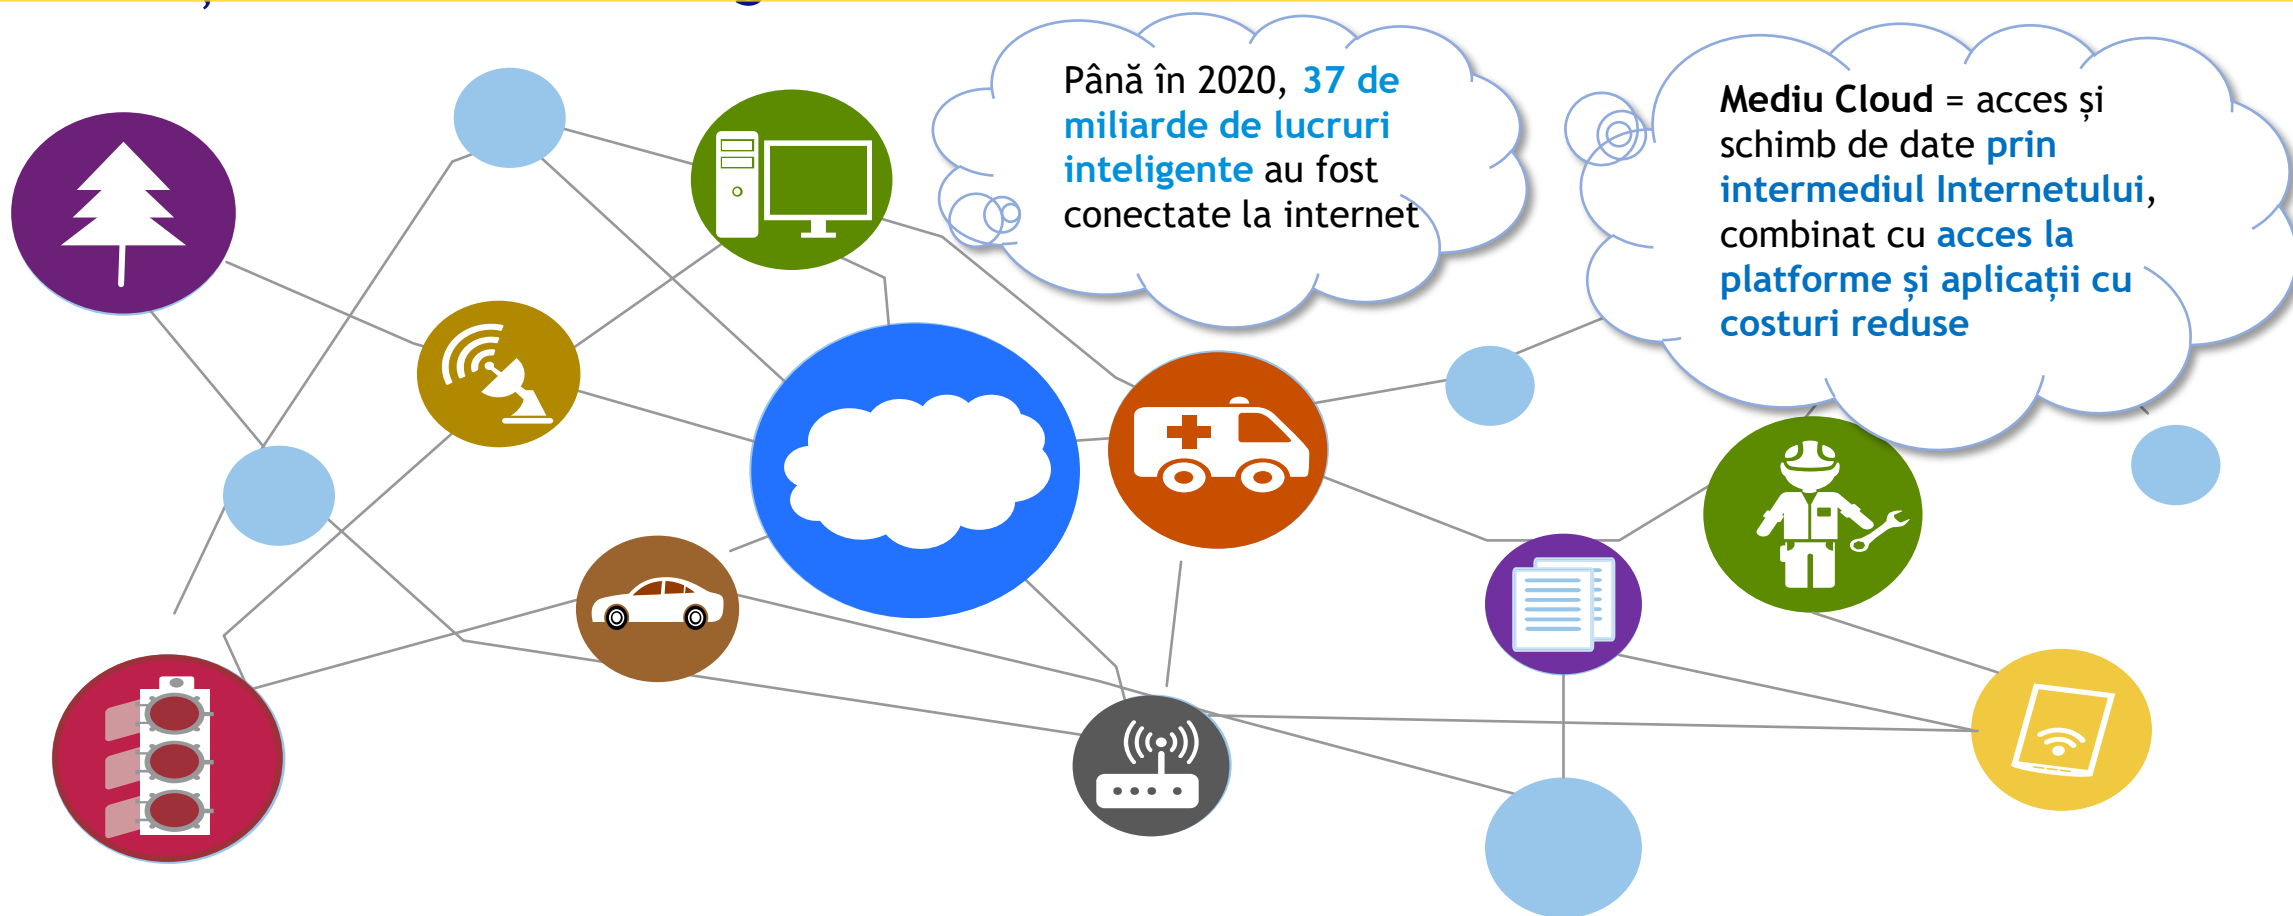 Până în 2020, 37 de
miliarde de lucruri
inteligente au fost
conectate la internet
Mediu Cloud = acces și
schimb de date prin
intermediul Internetului,
combinat cu acces la
platforme și aplicații cu
costuri reduse